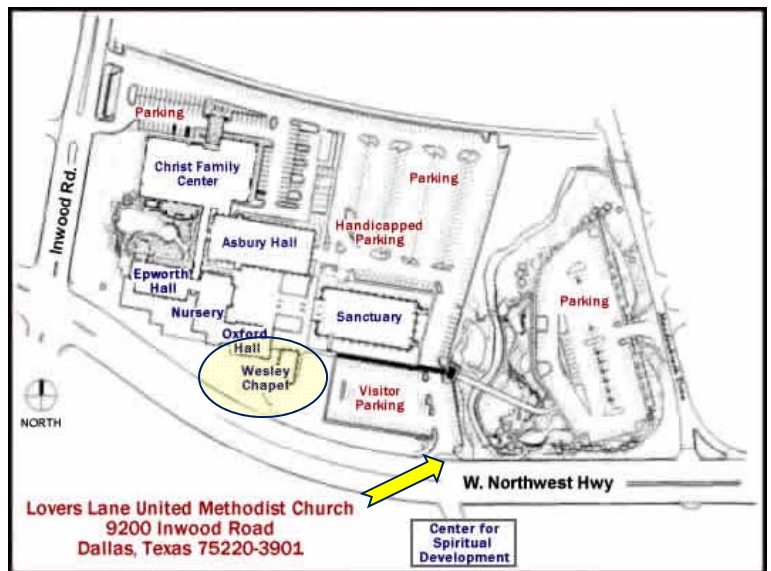 Parking
Inwood Rd.
Christ Family
Center
Parking
Handicapped
Parking
Asbury Hall
Epworth
Hall
Nursery
Oxford
Hall
Sanctuary
Parking
Wesley
Chapel
Visitor
Parking
NORTH
W. Northwest Hwy
Lovers Lane United Methodist Church
9200 Inwood Road
Dallas, Texas 75220-3901
Center for
Spiritual
Development